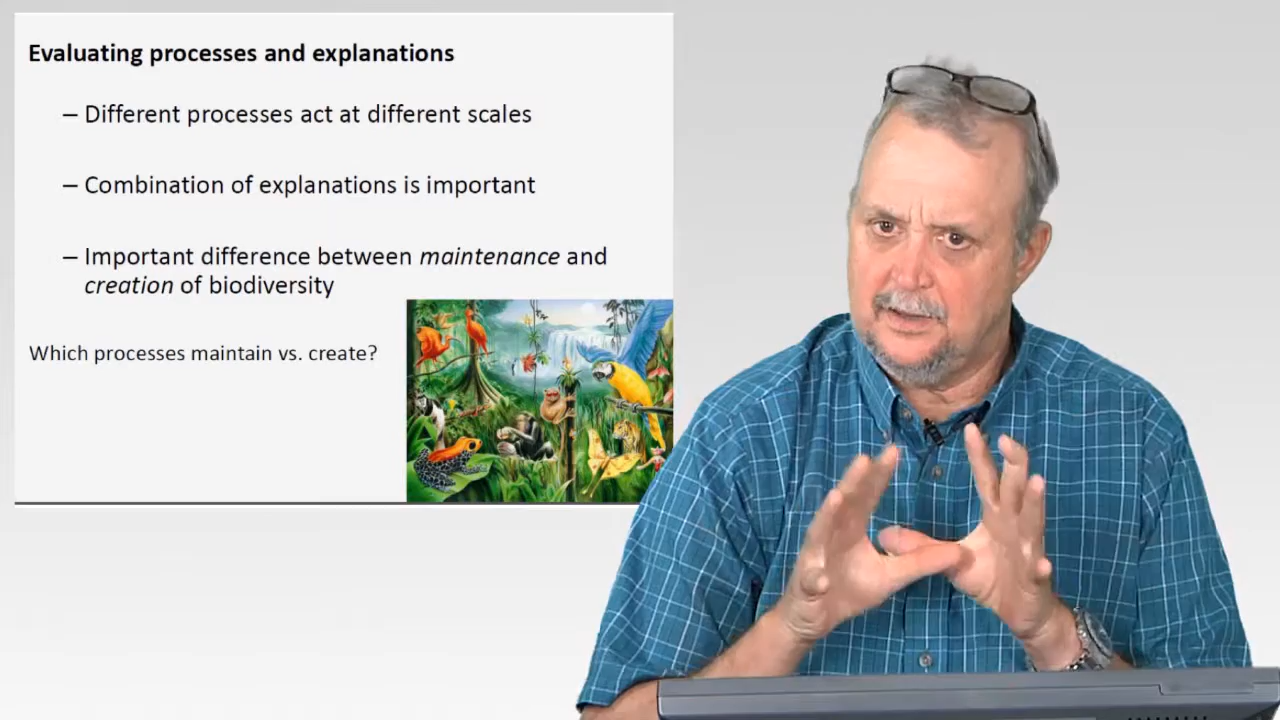 Evaluating processes and explanations
– Different processes act at different scales
– Combination of explanations is important
– Important difference between maintenance and
creation of biodiversity
Which processes maintain vs. create?